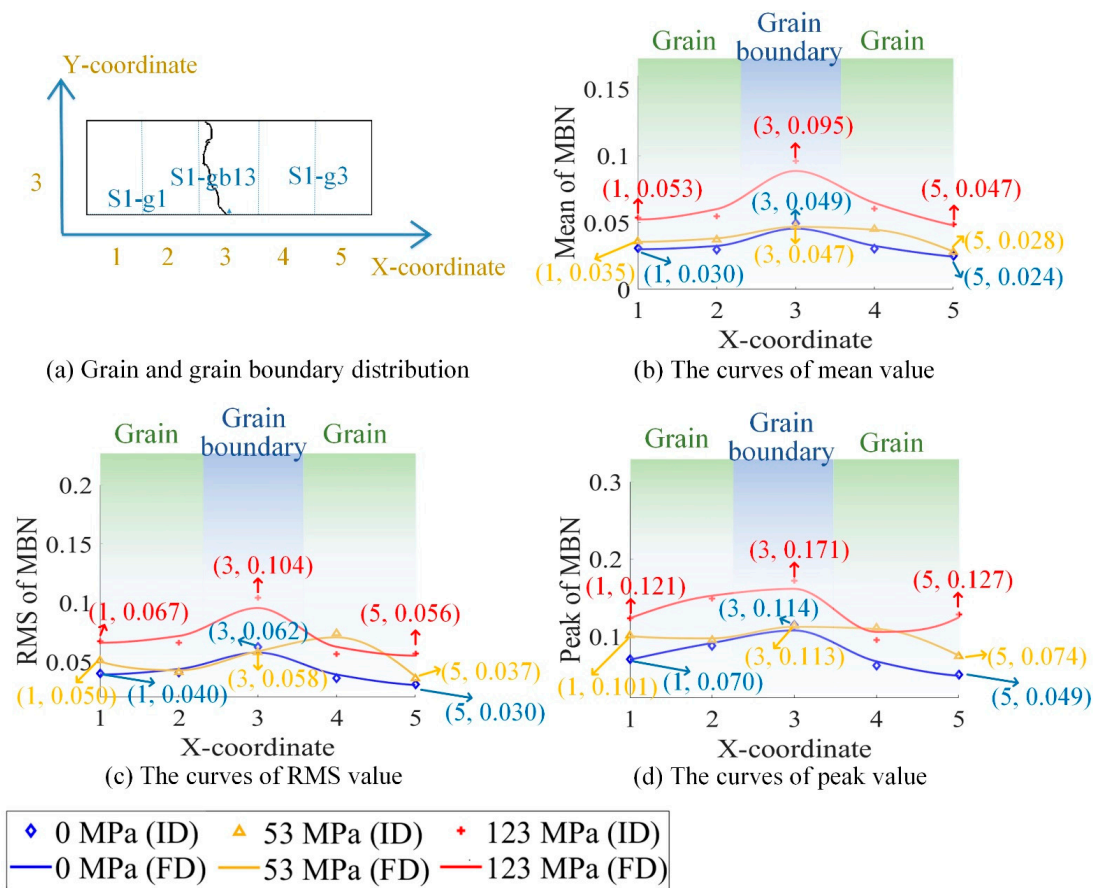 Y-coordinate
3
S1-g1
S1-gb13
S1-g3
1 2 3 4 5
X-coordinate
(a) Grain and grain boundary distribution
Grain
Grain
boundary
Grain
Mean of MBN
0.15
0.1
0.05
0
(1, 0.053)
(3, 0.095)
(5, 0.047)
(3, 0.049)
(3, 0.047)
(1, 0.035)
(1, 0.030)
(5, 0.028)
(5, 0.024)
1 2 3 4 5
X-coordinate
(b) The curves of mean value
Grain
Grain
boundary
Grain
RMS of MBN
0.2
0.15
0.1
0.05
(1, 0.067)
(3, 0.104)
(5, 0.056)
(3, 0.062)
(3, 0.058)
(1, 0.050)
(1, 0.040)
(5, 0.037)
(5, 0.030)
1 2 3 4 5
X-coordinate
(c) The curves of RMS value
Grain
Grain
boundary
Grain
Peak of MBN
0.3
0.2
0.1
(1, 0.121)
(3, 0.171)
(5, 0.127)
(3, 0.114)
(3, 0.113)
(1, 0.101)
(1, 0.070)
(5, 0.074)
(5, 0.049)
1 2 3 4 5
X-coordinate
(d) The curves of peak value
0 MPa (ID) 53 MPa (ID) 123 MPa (ID)
0 MPa (FD) 53 MPa (FD) 123 MPa (FD)